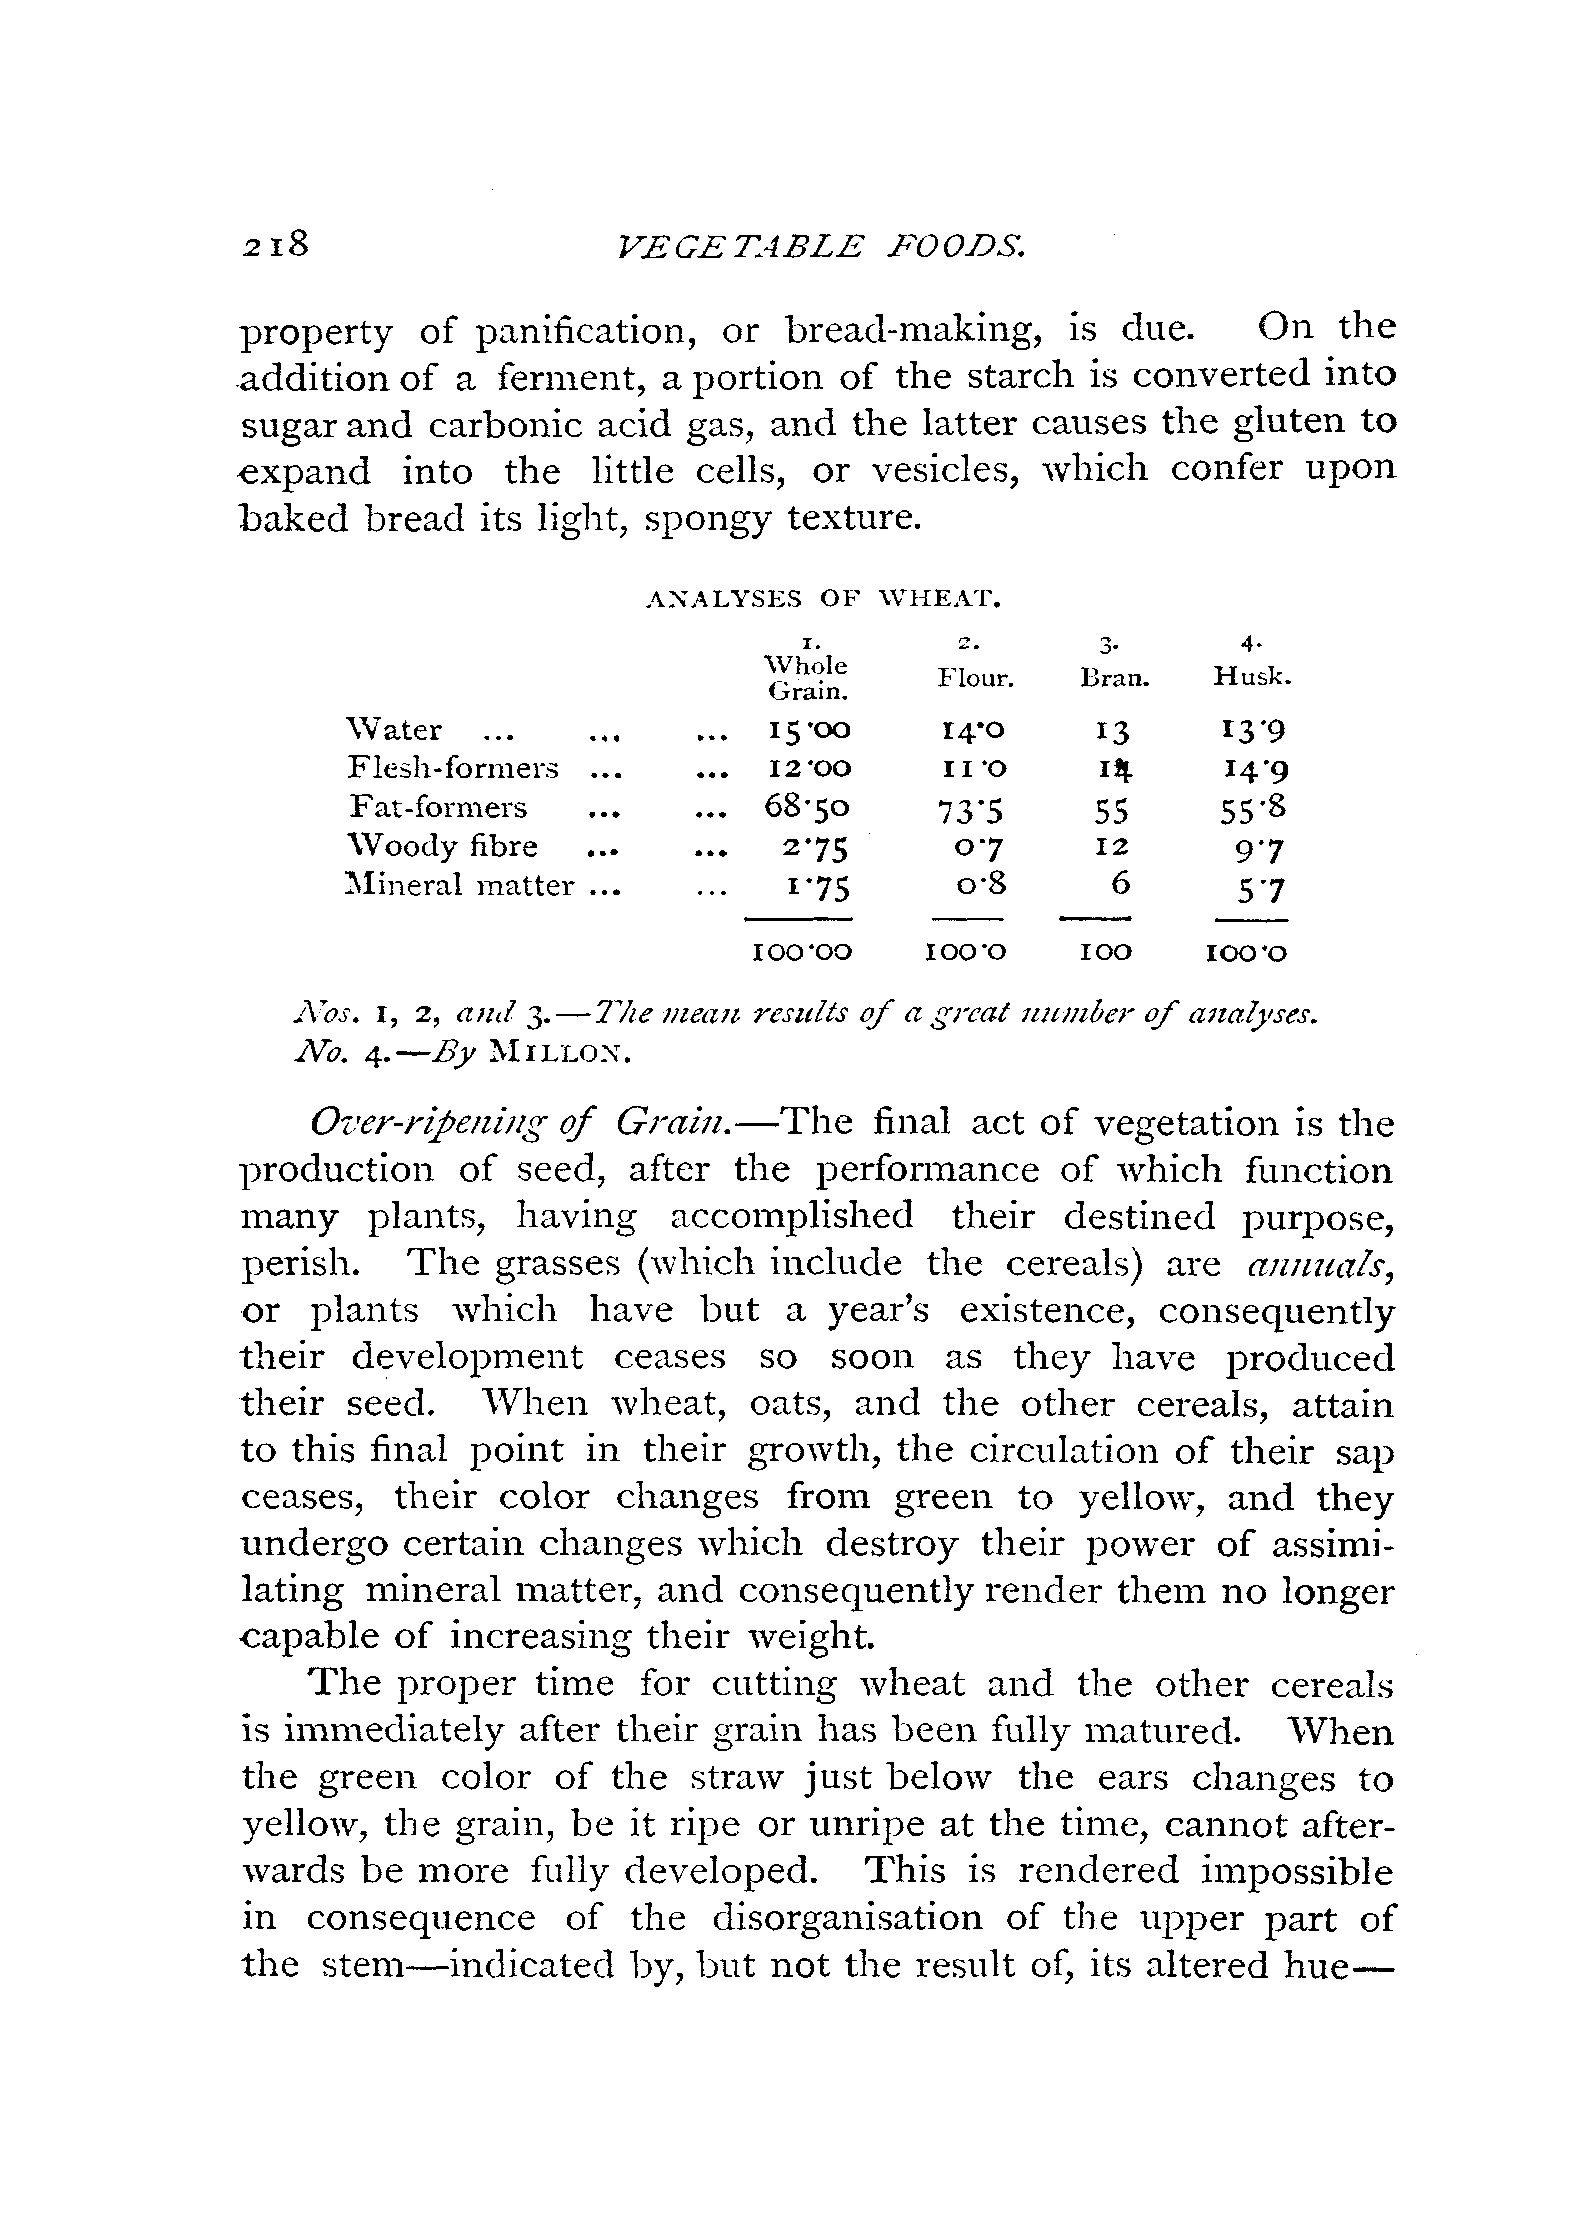 218 VEGETABLE FOODS.
property of panification, or bread-making, is due. On the
addition of a ferment, a portion of the starch is converted into
sugar and carbonic acid gas, and the latter causes the gluten to
expand into the little cells, or vesicles, which confer upon
baked bread its light, spongy texture.
ANALYSES OF WHEAT.
1. 2. 3. 4.
Whole Grain. Flour. Bran. Husk.
Water ... ... ... 15·00 14·0 13 13·9
Flesh-formers ... ... 12·00 11·0 14 14·9
Fat-formers ... ... 68·50 73·5 55 55·8
Woody fibre ... ... 2·75 0·7 12 9·7
Mineral matter ... ... 1·75 0·8 6 5·7
100·00 100·0 100 100·0
Nos. 1, 2, and 3.—The mean results of a great number of analyses.
No. 4.—By MILLON.
Over-ripening of Grain.—The final act of vegetation is the
production of seed, after the performance of which function
many plants, having accomplished their destined purpose,
perish. The grasses (which include the cereals) are annuals,
or plants which have but a year's existence, consequently
their development ceases so soon as they have produced
their seed. When wheat, oats, and the other cereals, attain
to this final point in their growth, the circulation of their sap
ceases, their color changes from green to yellow, and they
undergo certain changes which destroy their power of assimi-
lating mineral matter, and consequently render them no longer
capable of increasing their weight.
The proper time for cutting wheat and the other cereals
is immediately after their grain has been fully matured. When
the green color of the straw just below the ears changes to
yellow, the grain, be it ripe or unripe at the time, cannot after-
wards be more fully developed. This is rendered impossible
in consequence of the disorganisation of the upper part of
the stem—indicated by, but not the result of, its altered hue—